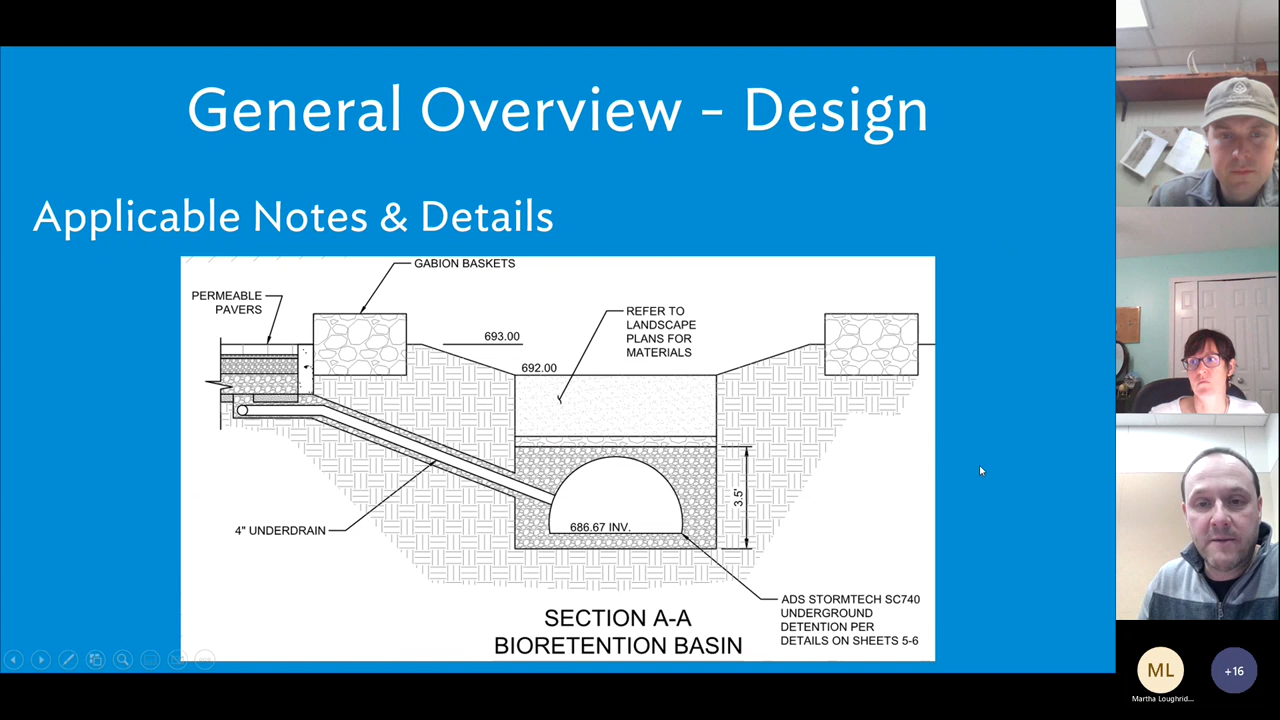 General Overview – Design
Applicable Notes & Details
GABION BASKETS
PERMEABLE
PAVERS
REFER TO
LANDSCAPE
PLANS FOR
MATERIALS
693.00
692.00
3.5'
4" UNDERDRAIN
686.67 INV.
ADS STORMTECH SC740
UNDERGROUND
DETENTION PER
DETAILS ON SHEETS 5-6
SECTION A-A
BIORETENTION BASIN
ML
+16
Martha Loughrid...